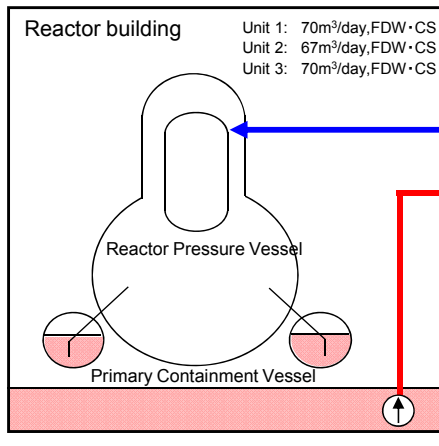 Reactor building
Unit 1: 70m³/day,FDW・CS
Unit 2: 67m³/day,FDW・CS
Unit 3: 70m³/day,FDW・CS
Reactor Pressure Vessel
Primary Containment Vessel